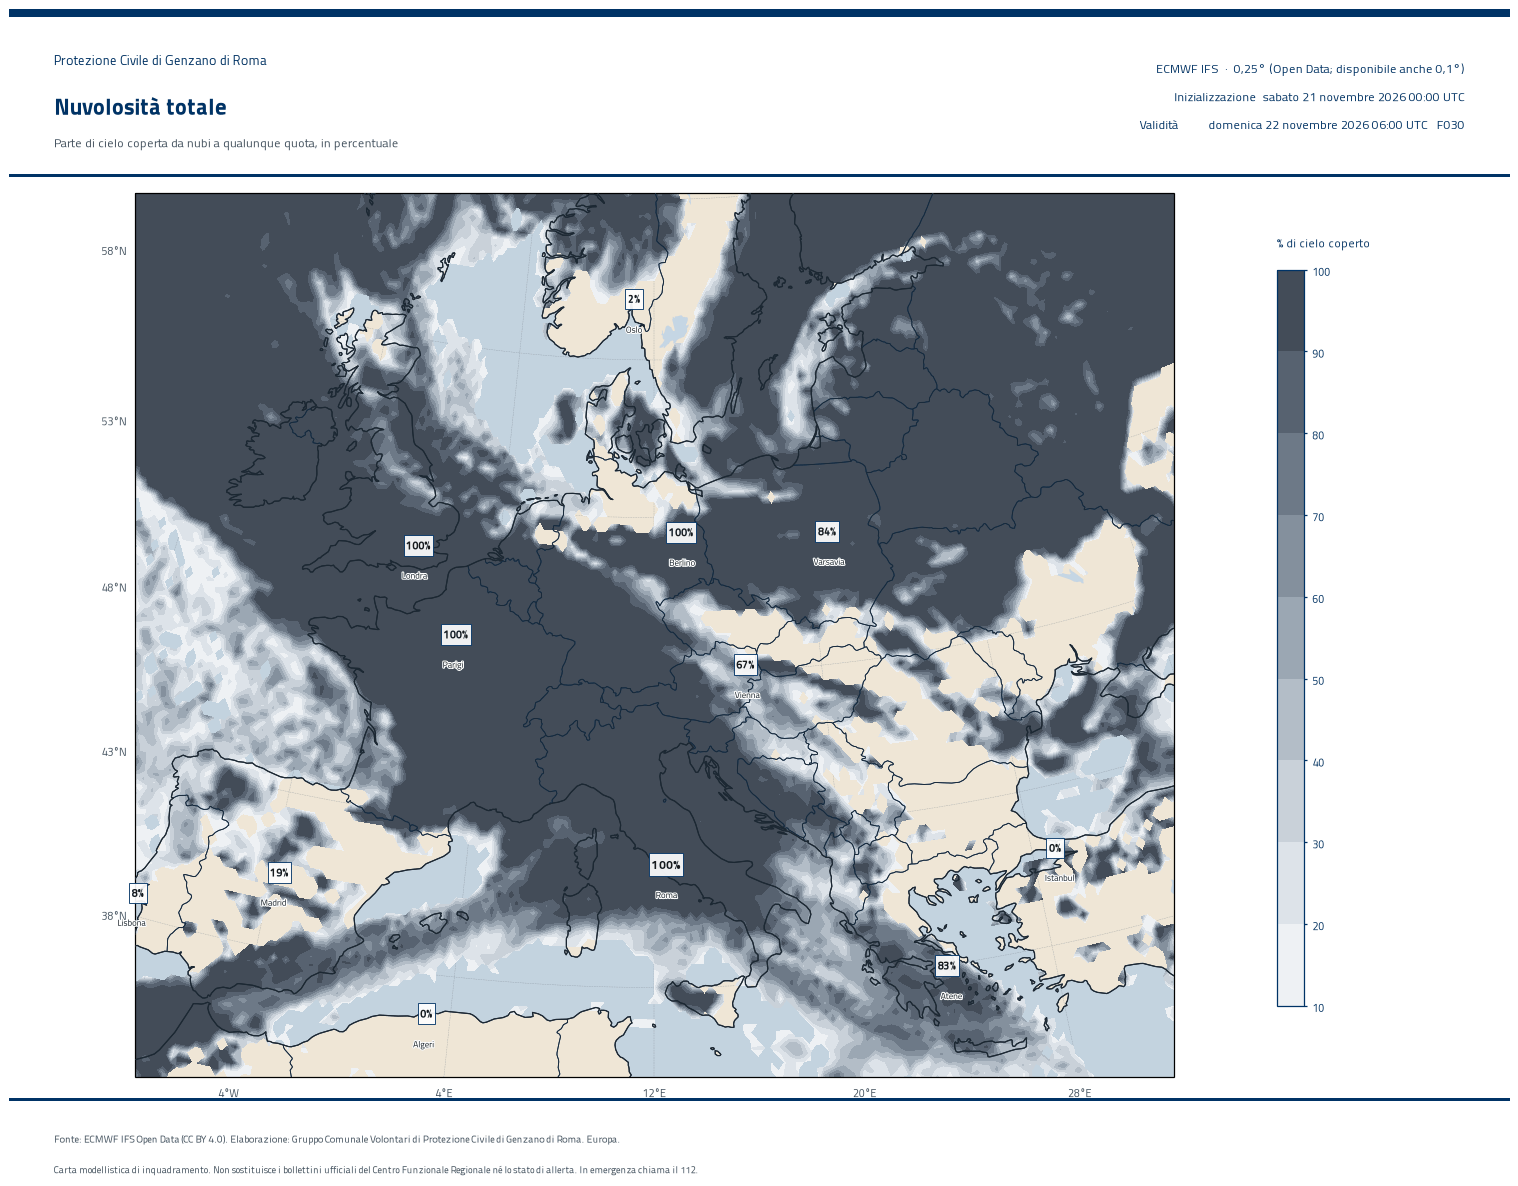 Protezione Civile di Genzano di Roma
Nuvolosità totale
Parte di cielo coperta da nubi a qualunque quota, in percentuale
ECMWF IFS · 0,25° (Open Data; disponibile anche 0,1°)
Inizializzazione sabato 21 novembre 2026 00:00 UTC
Validità domenica 22 novembre 2026 06:00 UTC F030
% di cielo coperto
100
90
80
70
60
50
40
30
20
10
58°N
53°N
48°N
43°N
38°N
4°W
4°E
12°E
20°E
28°E
2%
Oslo
100%
Londra
100%
Berlino
84%
Varsavia
100%
Parigi
67%
Vienna
19%
Madrid
8%
Lisbona
100%
Roma
0%
Istanbul
83%
Atene
0%
Algeri
Fonte: ECMWF IFS Open Data (CC BY 4.0). Elaborazione: Gruppo Comunale Volontari di Protezione Civile di Genzano di Roma. Europa.
Carta modellistica di inquadramento. Non sostituisce i bollettini ufficiali del Centro Funzionale Regionale né lo stato di allerta. In emergenza chiama il 112.